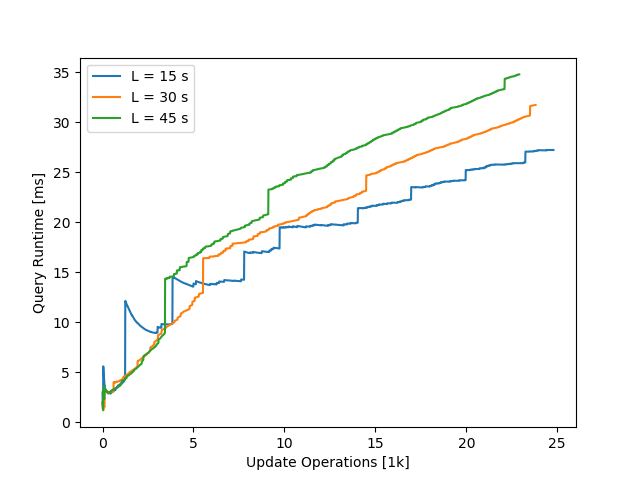 L = 15 s
L = 30 s
L = 45 s
Query Runtime [ms]
35
30
25
20
15
10
5
0
0 5 10 15 20 25
Update Operations [1k]